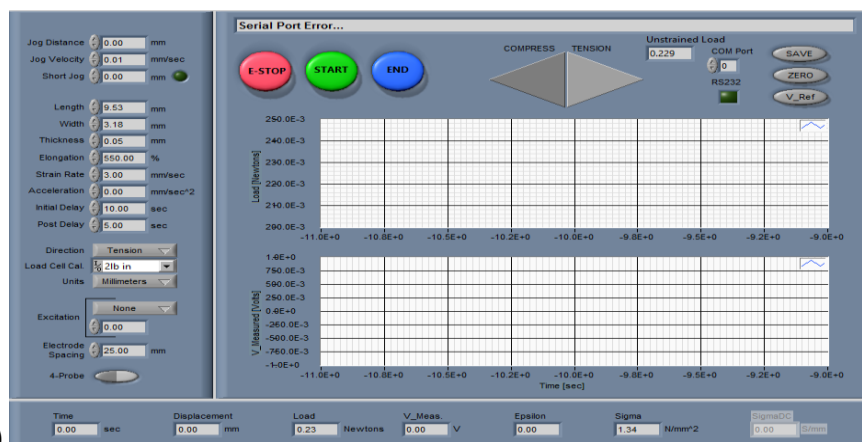 Serial Port Error...
Jog Distance 0.00 mm
Jog Velocity 0.01 mm/sec
Short Jog 0.00 mm
Length 9.53 mm
Width 3.18 mm
Thickness 0.05 mm
Elongation 550.00 %
Strain Rate 3.00 mm/sec
Acceleration 0.00 mm/sec^2
Initial Delay 10.00 sec
Post Delay 5.00 sec
Direction Tension
Load Cell Cal. 2lb in
Units Millimeters
Excitation None
0.00
Electrode Spacing 25.00 mm
4-Probe
E-STOP START END
COMPRESS TENSION
Unstrained Load
0.229
COM Port
0
RS232
SAVE
ZERO
V_Ref
Load [Newtons]
250.0E-3
240.0E-3
230.0E-3
220.0E-3
210.0E-3
200.0E-3
-11.0E+0 -10.8E+0 -10.5E+0 -10.2E+0 -10.0E+0 -9.8E+0 -9.5E+0 -9.2E+0 -9.0E+0
V_Measured [Volts]
1.0E+0
750.0E-3
500.0E-3
250.0E-3
0.0E+0
-250.0E-3
-500.0E-3
-750.0E-3
-1.0E+0
-11.0E+0 -10.8E+0 -10.5E+0 -10.2E+0 -10.0E+0 -9.8E+0 -9.5E+0 -9.2E+0 -9.0E+0
Time [sec]
Time Displacement Load V_Meas. Epsilon Sigma SigmaDC
0.00 sec 0.00 mm 0.23 Newtons 0.00 V 0.00 1.34 N/mm^2 0.00 S/mm